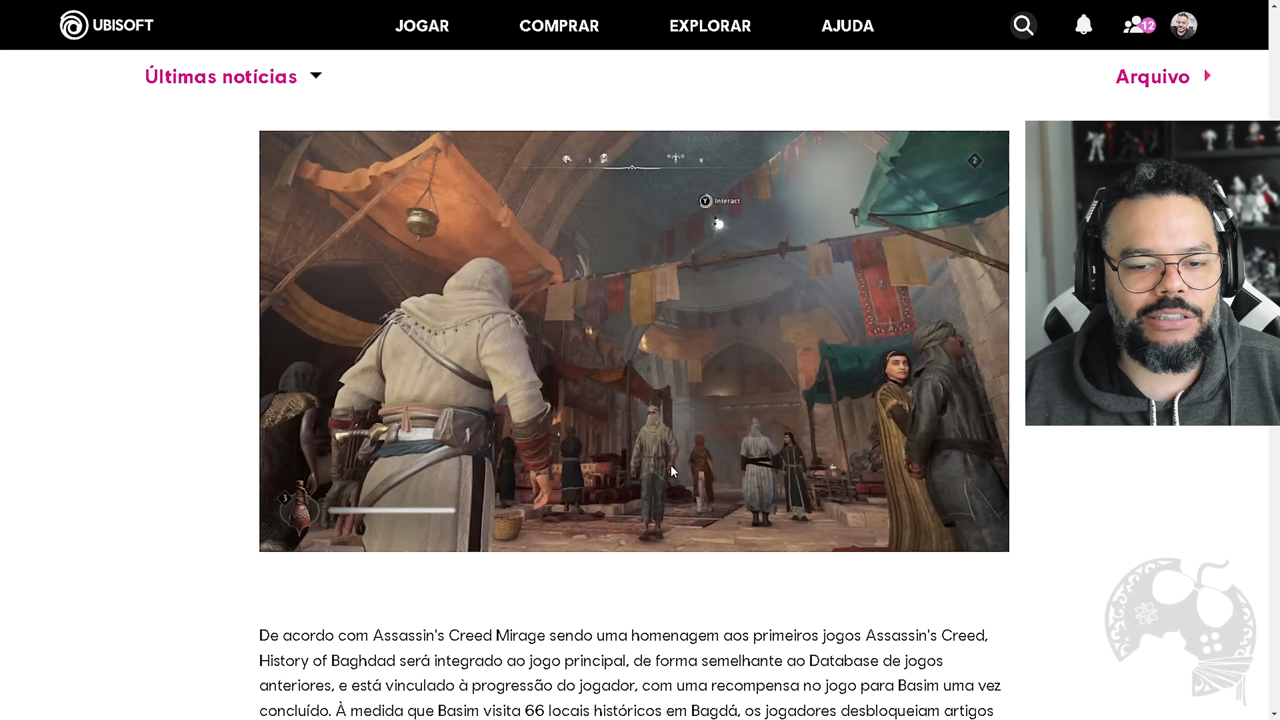 UBISOFT
JOGAR
COMPRAR
EXPLORAR
AJUDA
12
Últimas notícias
Arquivo
2
Y Interact
3
De acordo com Assassin's Creed Mirage sendo uma homenagem aos primeiros jogos Assassin's Creed,
History of Baghdad será integrado ao jogo principal, de forma semelhante ao Database de jogos
anteriores, e está vinculado à progressão do jogador, com uma recompensa no jogo para Basim uma vez
concluído. À medida que Basim visita 66 locais históricos em Bagdá, os jogadores desbloqueiam artigos